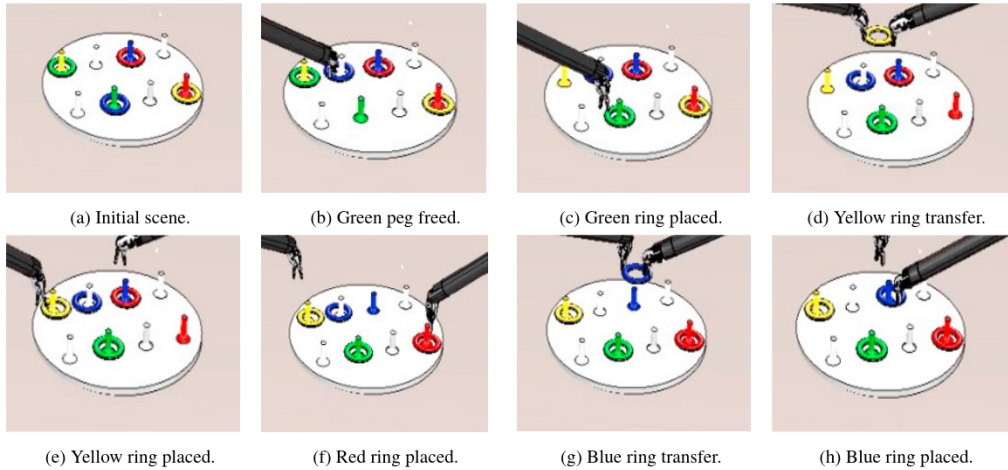 (a) Initial scene.
(b) Green peg freed.
(c) Green ring placed.
(d) Yellow ring transfer.
(e) Yellow ring placed.
(f) Red ring placed.
(g) Blue ring transfer.
(h) Blue ring placed.